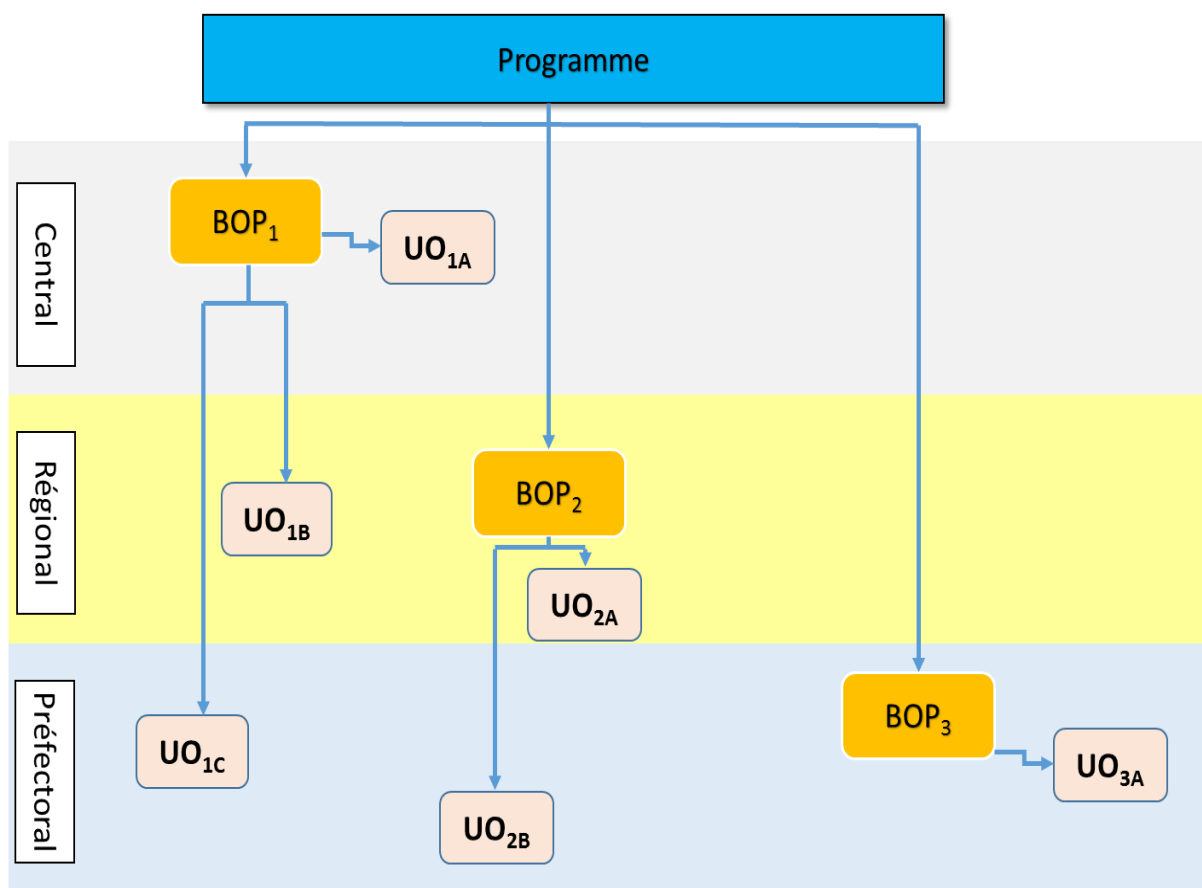 Programme
Central
BOP₁
UO₁A
Régional
UO₁B
BOP₂
UO₂A
Préfectoral
UO₁C
UO₂B
BOP₃
UO₃A